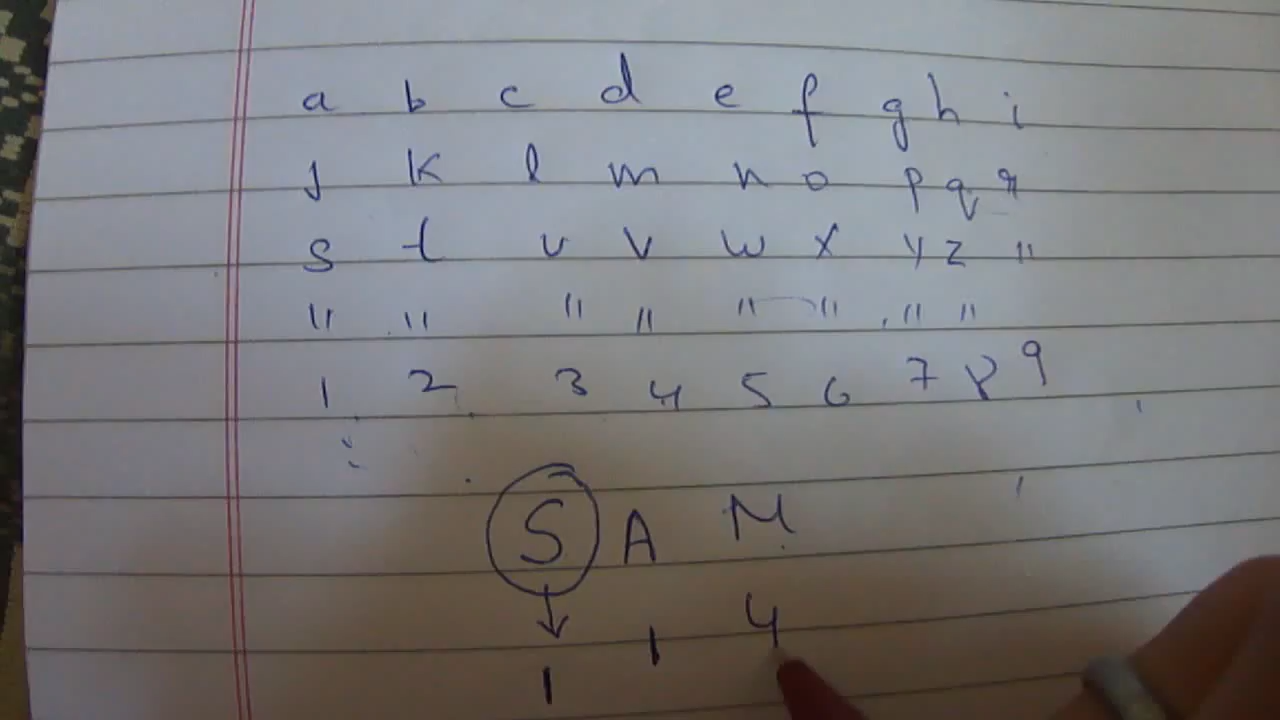 a b c d e f g h i
j k l m n o p q r
s t u v w x y z "
" " " " " " " "
1 2 3 4 5 6 7 8 9
S A M
1 1 4